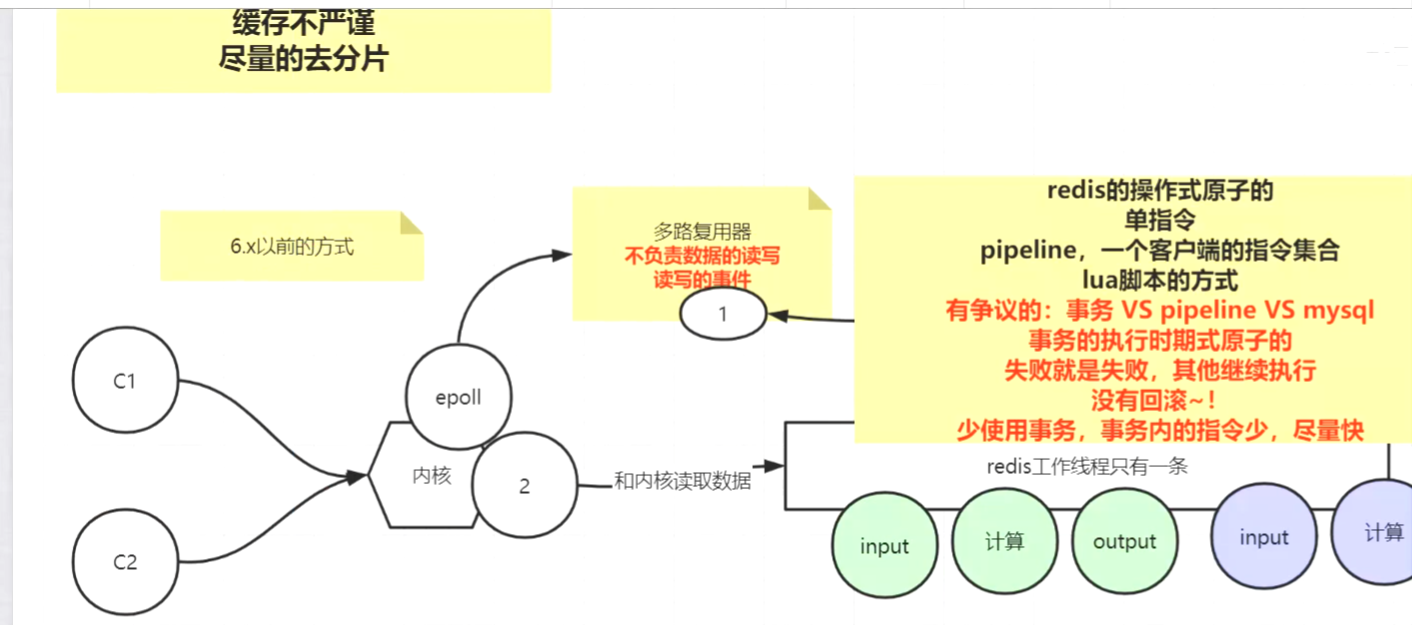 缓存不严谨
尽量的去分片
6.x以前的方式
多路复用器
不负责数据的读写
读写的事件
1
redis的操作式原子的
单指令
pipeline，一个客户端的指令集合
lua脚本的方式
有争议的：事务 VS pipeline VS mysql
事务的执行时期式原子的
失败就是失败，其他继续执行
没有回滚~！
少使用事务，事务内的指令少，尽量快
C1
epoll
内核
2
和内核读取数据
redis工作线程只有一条
C2
input
计算
output
input
计算